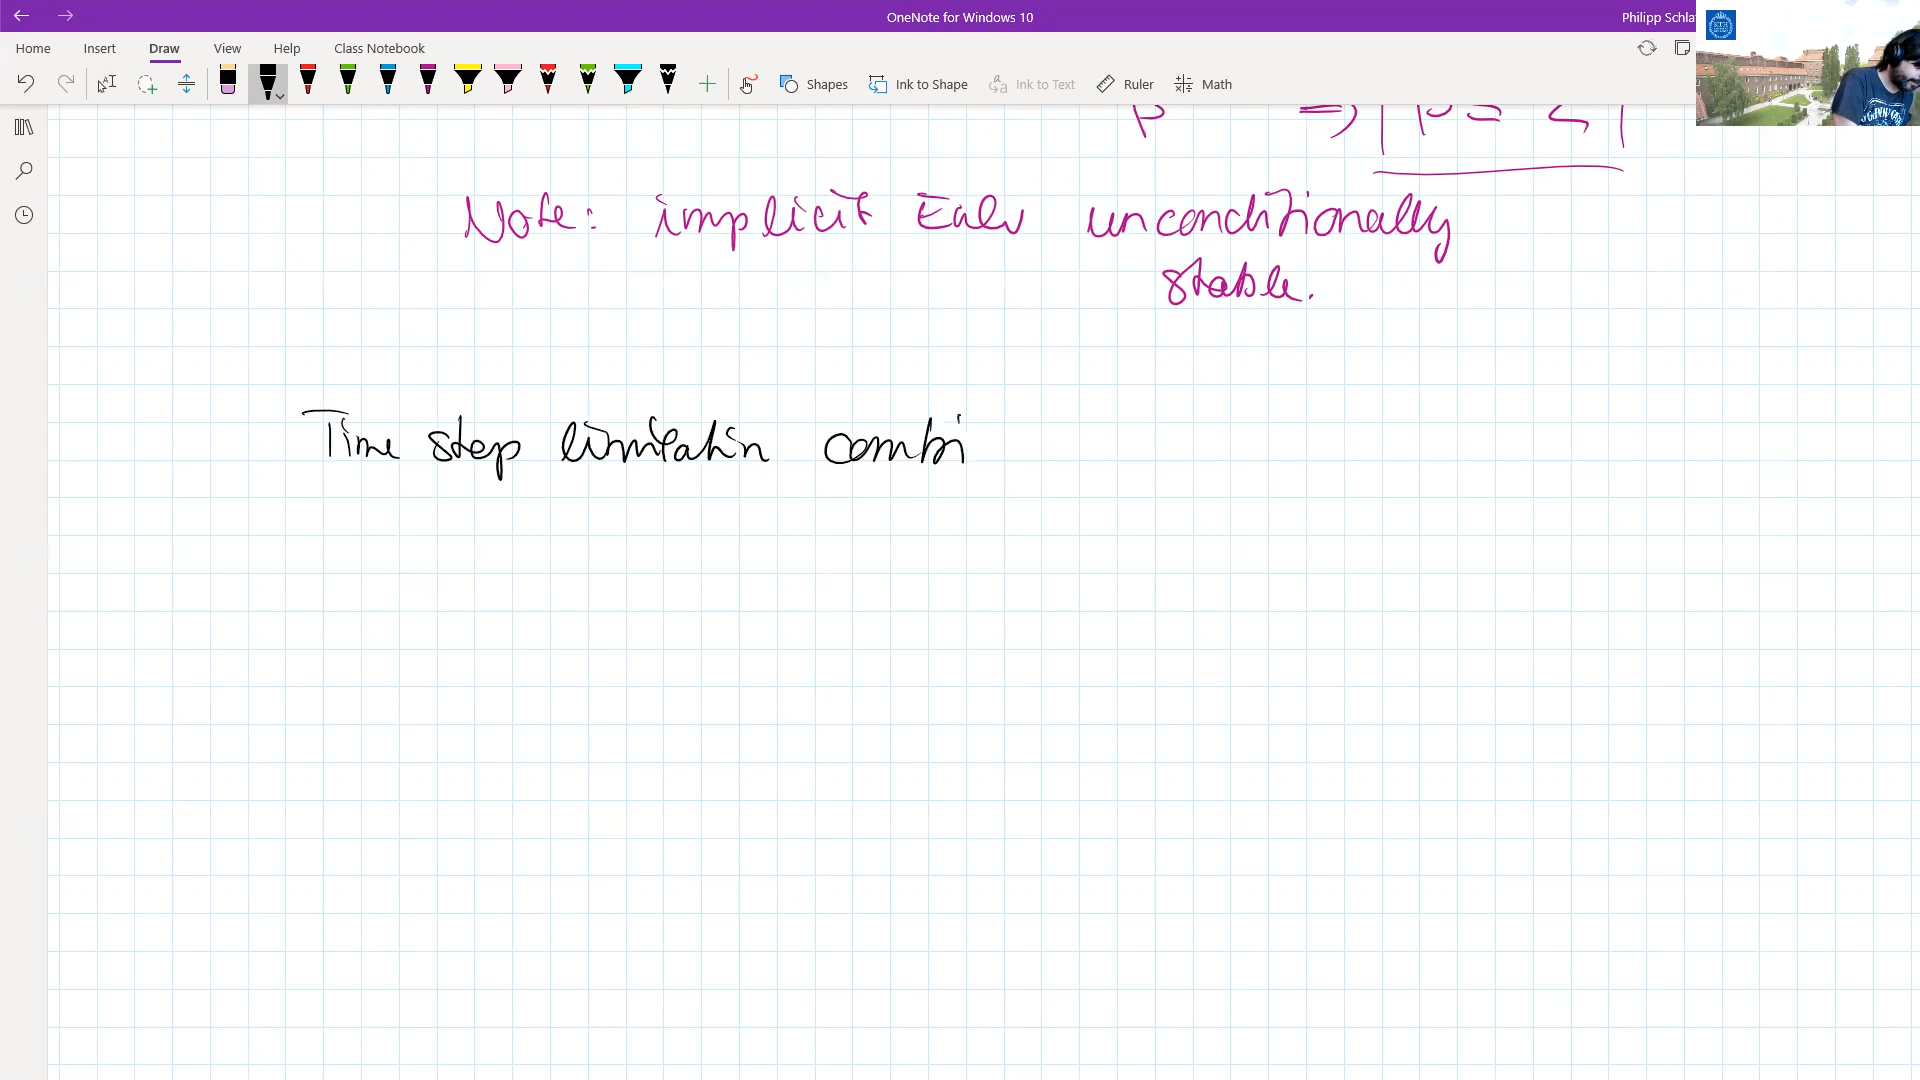 OneNote for Windows 10
Philipp Schla
Home Insert Draw View Help Class Notebook
Shapes Ink to Shape Ink to Text Ruler Math
Note: implicit Euler unconditionally
stable.
Time step limitation combi